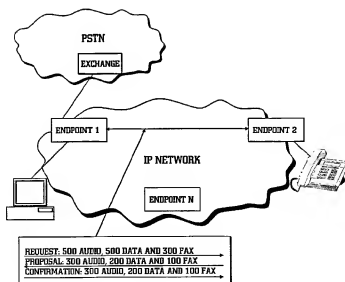 PSTN
EXCHANGE
ENDPOINT 1
ENDPOINT 2
IP NETWORK
ENDPOINT N
REQUEST: 500 AUDIO, 500 DATA AND 300 FAX
PROPOSAL: 300 AUDIO, 200 DATA AND 100 FAX
CONFIRMATION: 300 AUDIO, 200 DATA AND 100 FAX